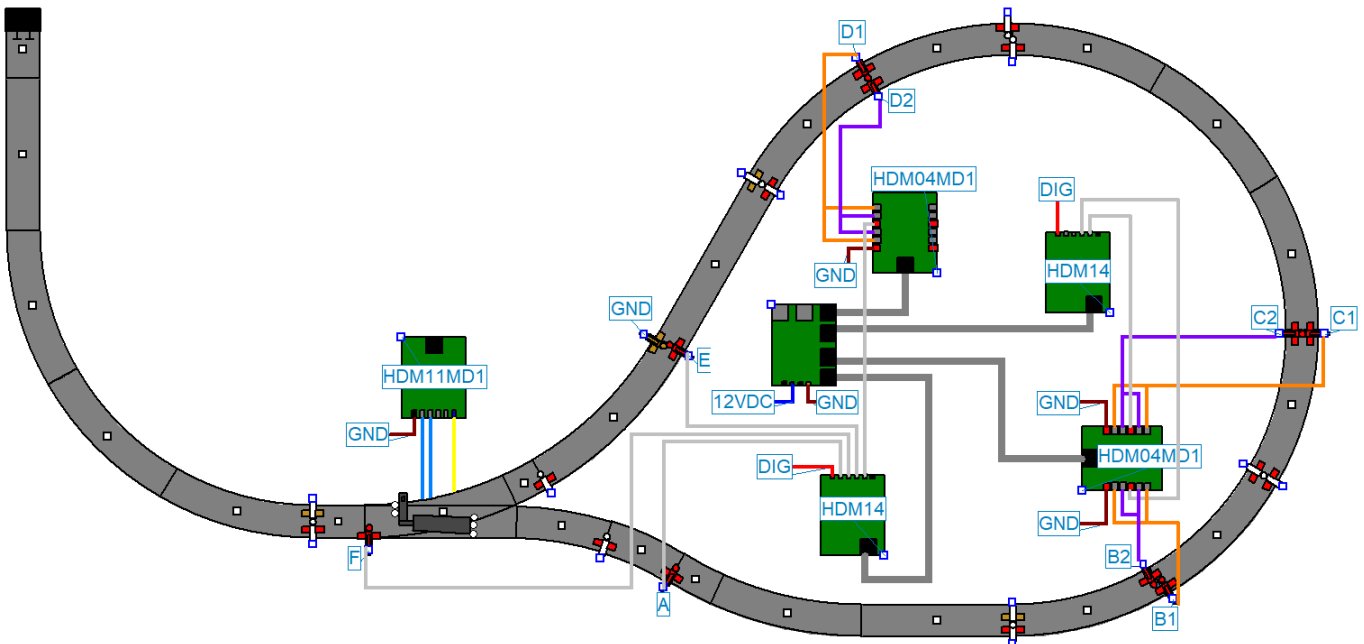 D1
D2
HDM04MD1
DIG
HDM14
GND
GND
C2
C1
E
HDM11MD1
12VDC
GND
GND
GND
HDM04MD1
DIG
HDM14
GND
F
A
B2
B1